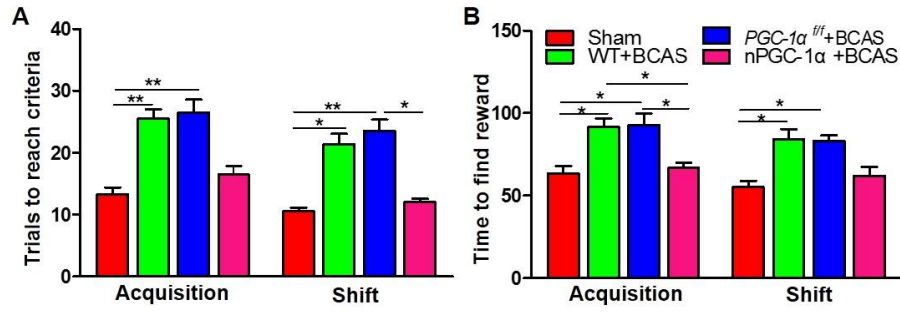 A
Trials to reach criteria
40
30
20
10
0
**
**
**
*
*
Acquisition
Shift
B
Time to find reward
150
100
50
0
Sham
WT+BCAS
PGC-1α f/f+BCAS
nPGC-1α +BCAS
*
*
*
*
*
*
Acquisition
Shift